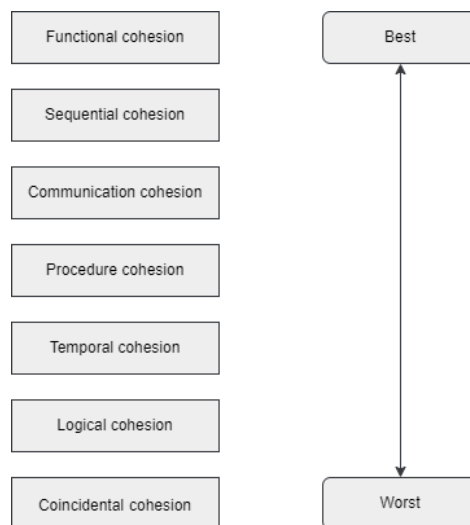 Functional cohesion
Best
Sequential cohesion
Communication cohesion
Procedure cohesion
Temporal cohesion
Logical cohesion
Coincidental cohesion
Worst